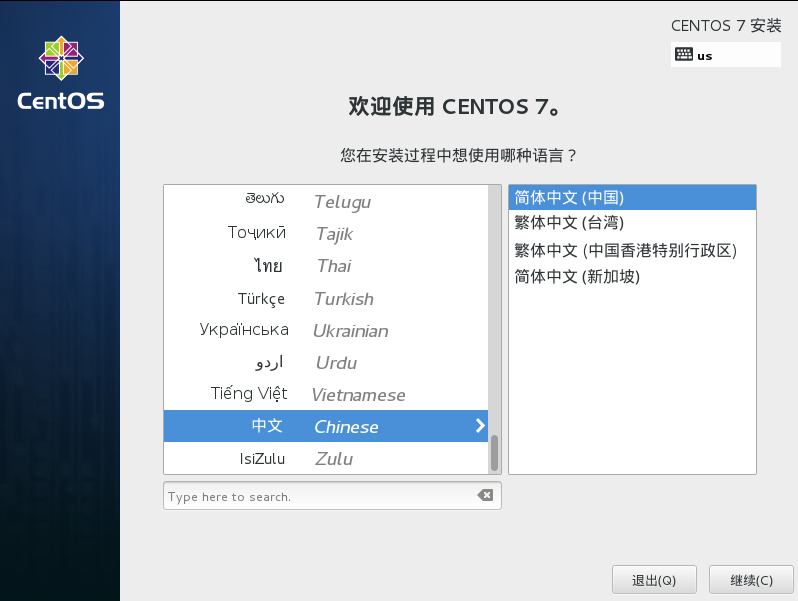 CentOS
CENTOS 7 安装
us
欢迎使用 CENTOS 7。
您在安装过程中想使用哪种语言？
తెలుగు Telugu
Тоҷикӣ Tajik
ไทย Thai
Türkçe Turkish
Українська Ukrainian
اردو Urdu
Tiếng Việt Vietnamese
中文 Chinese
IsiZulu Zulu
Type here to search.
简体中文 (中国)
繁体中文 (台湾)
繁体中文 (中国香港特别行政区)
简体中文 (新加坡)
退出(Q)
继续(C)